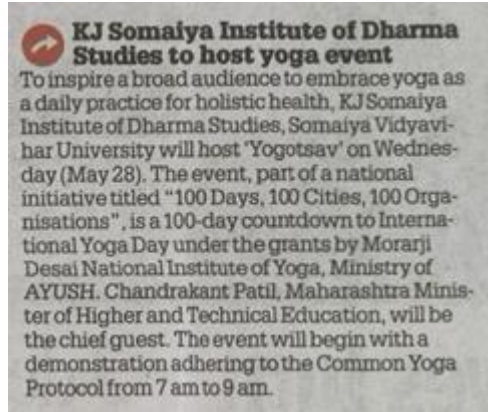 KJ Somaiya Institute of Dharma
Studies to host yoga event
To inspire a broad audience to embrace yoga as
a daily practice for holistic health, KJ Somaiya
Institute of Dharma Studies, Somaiya Vidyavi-
har University will host 'Yogotsav' on Wednes-
day (May 28). The event, part of a national
initiative titled "100 Days, 100 Cities, 100 Orga-
nisations", is a 100-day countdown to Interna-
tional Yoga Day under the grants by Morarji
Desai National Institute of Yoga, Ministry of
AYUSH. Chandrakant Patil, Maharashtra Minis-
ter of Higher and Technical Education, will be
the chief guest. The event will begin with a
demonstration adhering to the Common Yoga
Protocol from 7 am to 9 am.